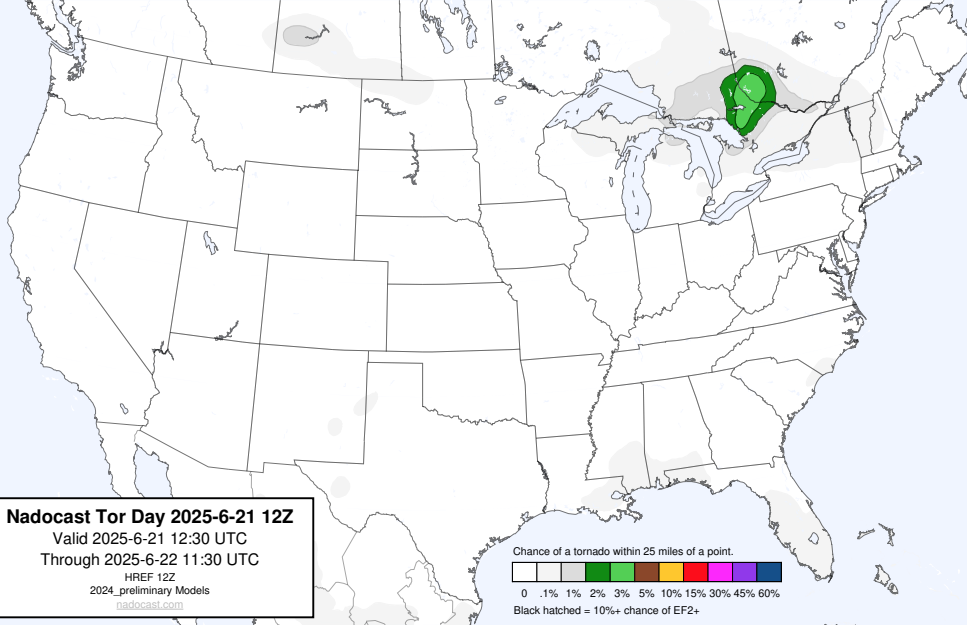 Nadocast Tor Day 2025-6-21 12Z
Valid 2025-6-21 12:30 UTC
Through 2025-6-22 11:30 UTC
HREF 12Z
2024_preliminary Models
nadocast.com
Chance of a tornado within 25 miles of a point.
0 .1% 1% 2% 3% 5% 10% 15% 30% 45% 60%
Black hatched = 10%+ chance of EF2+